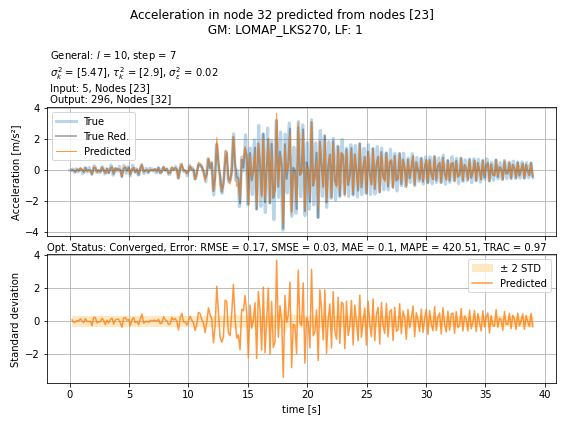 Acceleration in node 32 predicted from nodes [23]
GM: LOMAP_LKS270, LF: 1
General: l = 10, step = 7
σ²ₖ = [5.47], τ²ₖ = [2.9], σ²_ε = 0.02
Input: 5, Nodes [23]
Output: 296, Nodes [32]
4
2
0
−2
−4
Acceleration [m/s²]
True
True Red.
Predicted
Opt. Status: Converged, Error: RMSE = 0.17, SMSE = 0.03, MAE = 0.1, MAPE = 420.51, TRAC = 0.97
4
2
0
−2
Standard deviation
± 2 STD
Predicted
0 5 10 15 20 25 30 35 40
time [s]